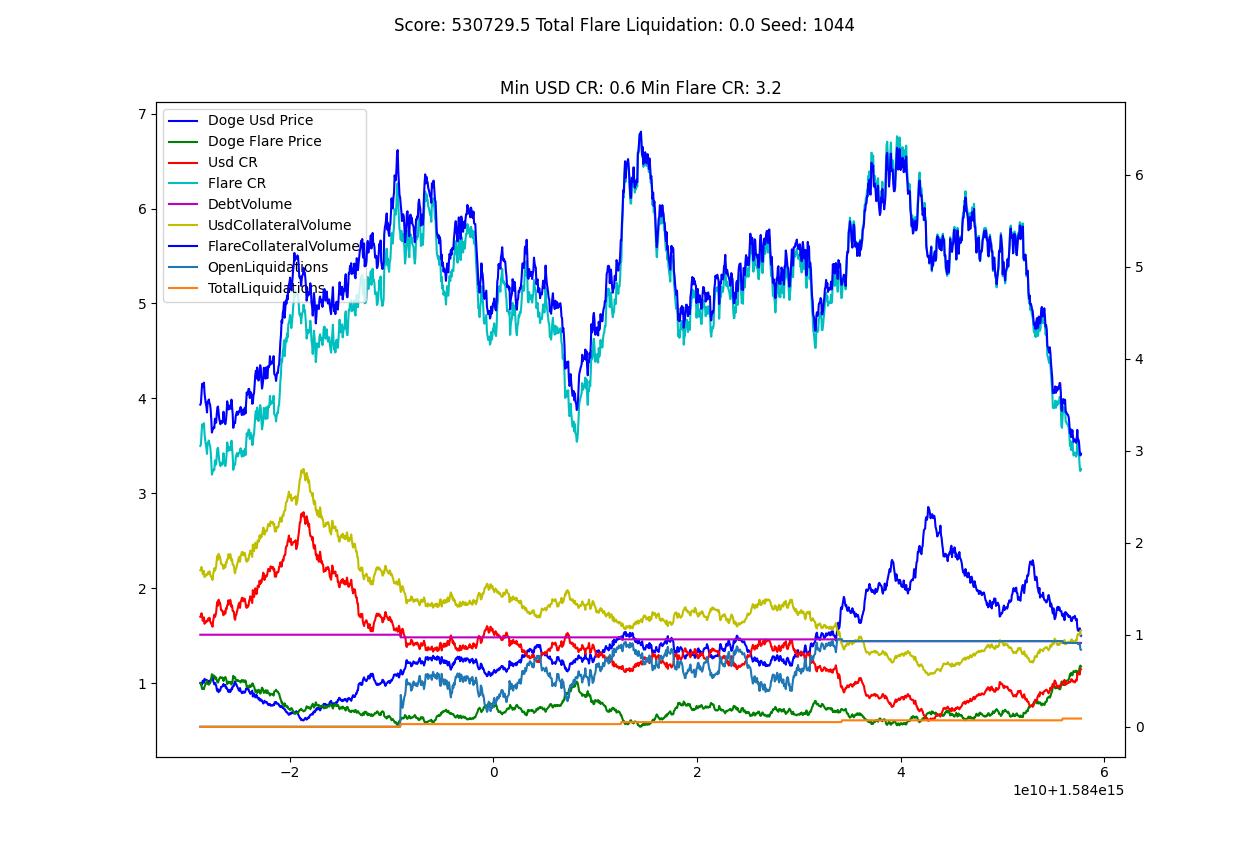 Score: 530729.5 Total Flare Liquidation: 0.0 Seed: 1044
Min USD CR: 0.6 Min Flare CR: 3.2
Doge Usd Price
Doge Flare Price
Usd CR
Flare CR
DebtVolume
UsdCollateralVolume
FlareCollateralVolume
OpenLiquidations
TotalLiquidations
7
6
5
4
3
2
1
6
5
4
3
2
1
0
−2 0 2 4 6
1e10+1.584e15